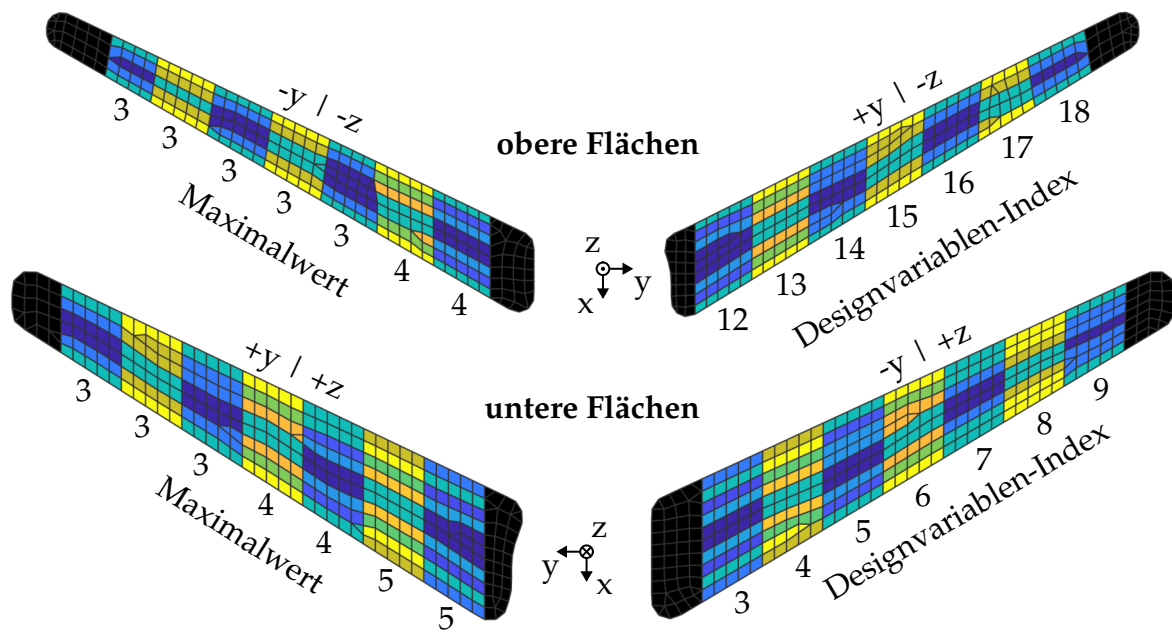 -y | -z
3
3
3
3
3
4
4
Maximalwert
obere Flächen
+y | -z
12
13
14
15
16
17
18
Designvariablen-Index
z
y
x
+y | +z
3
3
3
4
4
5
5
Maximalwert
untere Flächen
-y | +z
3
4
5
6
7
8
9
Designvariablen-Index
z
y
x